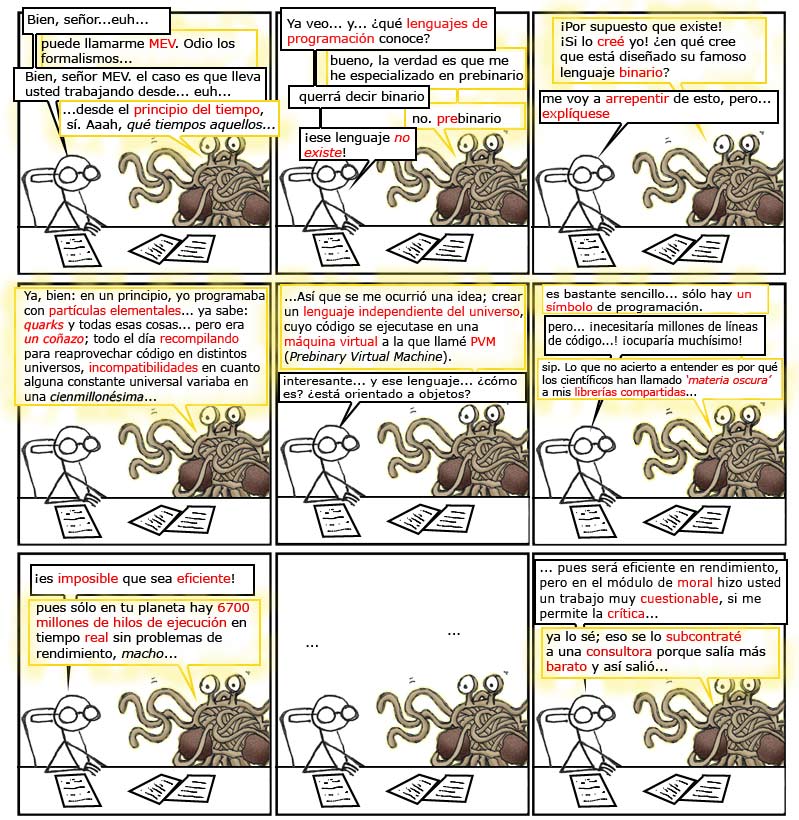 Bien, señor...euh...
puede llamarme MEV. Odio los
formalismos...
Bien, señor MEV. el caso es que lleva
usted trabajando desde... euh...
...desde el principio del tiempo,
sí. Aaah, qué tiempos aquellos...
Ya veo... y... ¿qué lenguajes de
programación conoce?
bueno, la verdad es que me
he especializado en prebinario
querrá decir binario
no. prebinario
¡ese lenguaje no
existe!
¡Por supuesto que existe!
¡Si lo creé yo! ¿en qué cree
que está diseñado su famoso
lenguaje binario?
me voy a arrepentir de esto, pero...
explíquese
Ya, bien: en un principio, yo programaba
con partículas elementales... ya sabe:
quarks y todas esas cosas... pero era
un coñazo; todo el día recompilando
para reaprovechar código en distintos
universos, incompatibilidades en cuanto
alguna constante universal variaba en
una cienmillonésima...
...Así que se me ocurrió una idea; crear
un lenguaje independiente del universo,
cuyo código se ejecutase en una
máquina virtual a la que llamé PVM
(Prebinary Virtual Machine).
interesante... y ese lenguaje... ¿cómo
es? ¿está orientado a objetos?
es bastante sencillo... sólo hay un
símbolo de programación.
pero... ¡necesitaría millones de líneas
de código...! ¡ocuparía muchísimo!
sip. Lo que no acierto a entender es por qué
los científicos han llamado 'materia oscura'
a mis librerías compartidas...
¡es imposible que sea eficiente!
pues sólo en tu planeta hay 6700
millones de hilos de ejecución en
tiempo real sin problemas de
rendimiento, macho...
...
...
... pues será eficiente en rendimiento,
pero en el módulo de moral hizo usted
un trabajo muy cuestionable, si me
permite la crítica...
ya lo sé; eso se lo subcontraté
a una consultora porque salía más
barato y así salió...